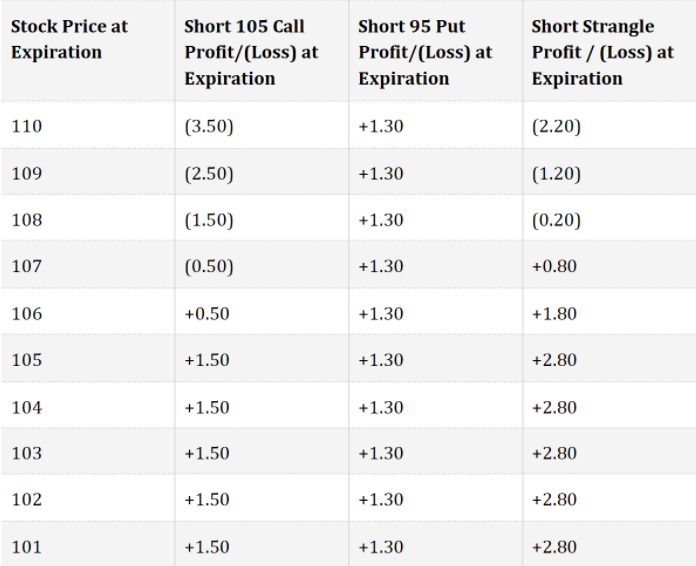 Stock Price at Expiration | Short 105 Call Profit/(Loss) at Expiration | Short 95 Put Profit/(Loss) at Expiration | Short Strangle Profit / (Loss) at Expiration
110 | (3.50) | +1.30 | (2.20)
109 | (2.50) | +1.30 | (1.20)
108 | (1.50) | +1.30 | (0.20)
107 | (0.50) | +1.30 | +0.80
106 | +0.50 | +1.30 | +1.80
105 | +1.50 | +1.30 | +2.80
104 | +1.50 | +1.30 | +2.80
103 | +1.50 | +1.30 | +2.80
102 | +1.50 | +1.30 | +2.80
101 | +1.50 | +1.30 | +2.80